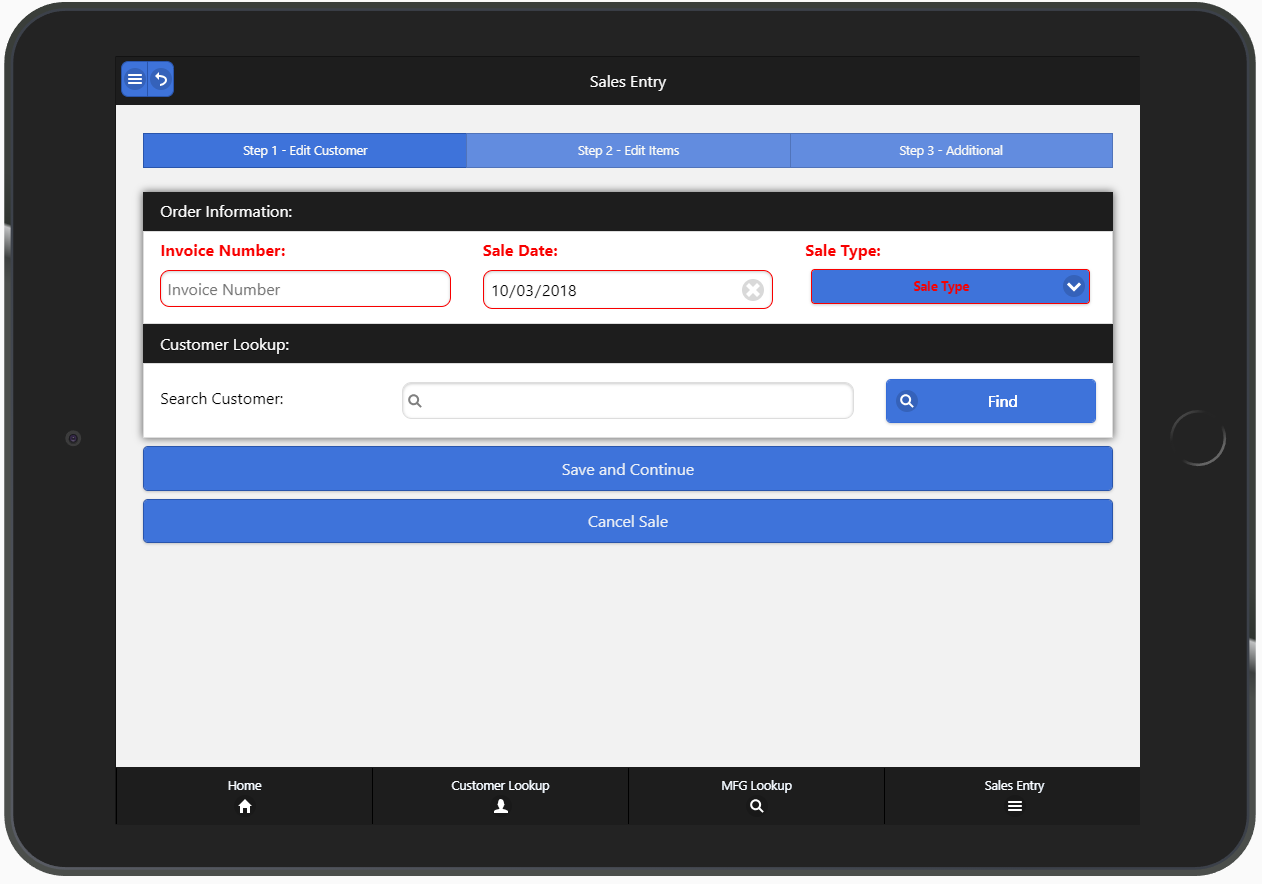 Sales Entry
Step 1 - Edit Customer Step 2 - Edit Items Step 3 - Additional
Order Information:
Invoice Number: Sale Date: Sale Type:
Invoice Number 10/03/2018 Sale Type
Customer Lookup:
Search Customer: Find
Save and Continue
Cancel Sale
Home Customer Lookup MFG Lookup Sales Entry